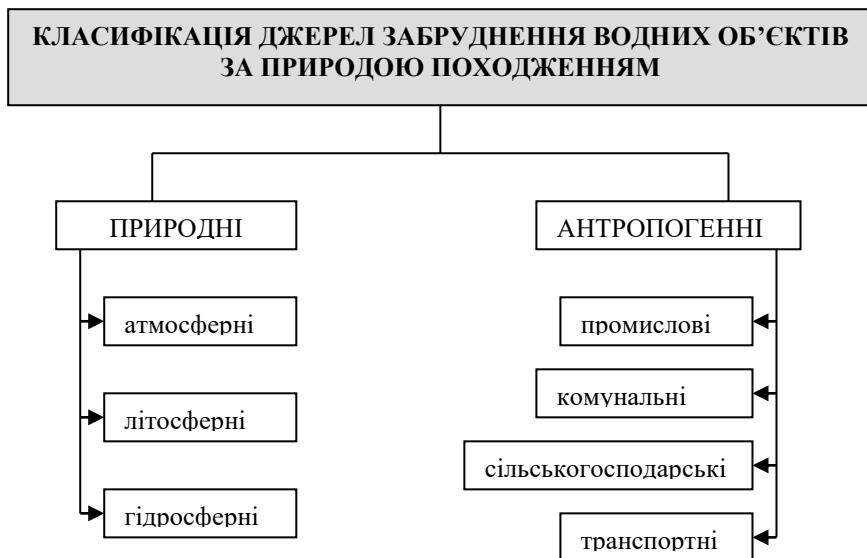 КЛАСИФІКАЦІЯ ДЖЕРЕЛ ЗАБРУДНЕННЯ ВОДНИХ ОБ’ЄКТІВ
ЗА ПРИРОДОЮ ПОХОДЖЕННЯМ
ПРИРОДНІ
атмосферні
літосферні
гідросферні
АНТРОПОГЕННІ
промислові
комунальні
сільськогосподарські
транспортні